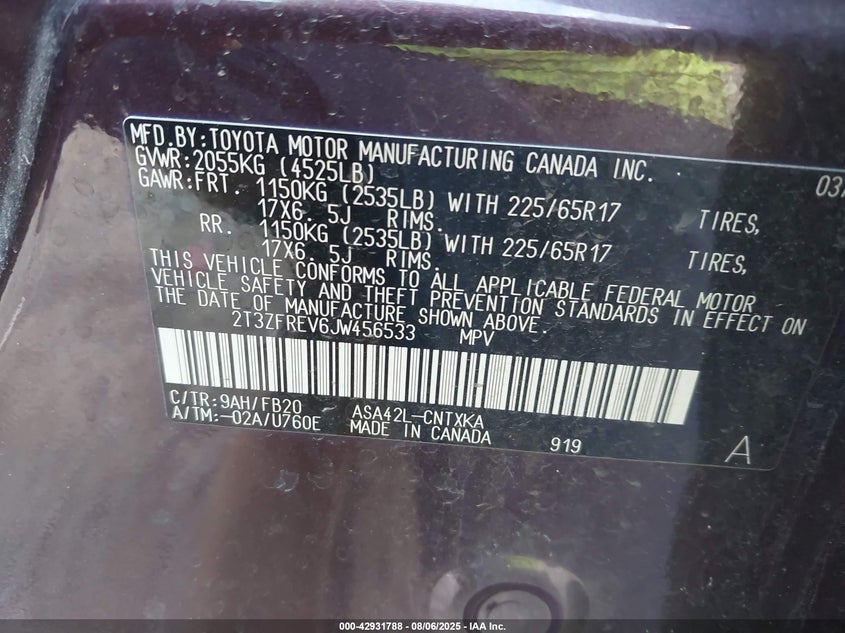 MFD.BY:TOYOTA MOTOR MANUFACTURING CANADA INC. 03/
GVWR:2055KG (4525LB)
GAWR:FRT. 1150KG (2535LB) WITH 225/65R17 TIRES,
17X6. 5J RIMS.
RR. 1150KG (2535LB) WITH 225/65R17 TIRES,
17X6. 5J RIMS.
THIS VEHICLE CONFORMS TO ALL APPLICABLE FEDERAL MOTOR
VEHICLE SAFETY AND THEFT PREVENTION STANDARDS IN EFFECT ON
THE DATE OF MANUFACTURE SHOWN ABOVE.
2T3ZFREV6JW456533 MPV
C/TR:9AH/FB20 ASA42L-CNTXKA
A/TM:-02A/U760E MADE IN CANADA 919 A
000-42931788 - 08/06/2025 - IAA Inc.